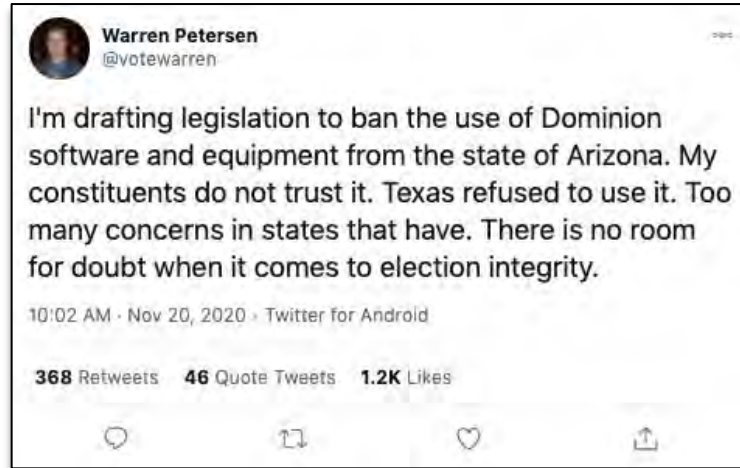 Warren Petersen
@votewarren
I'm drafting legislation to ban the use of Dominion
software and equipment from the state of Arizona. My
constituents do not trust it. Texas refused to use it. Too
many concerns in states that have. There is no room
for doubt when it comes to election integrity.
10:02 AM · Nov 20, 2020 · Twitter for Android
368 Retweets 46 Quote Tweets 1.2K Likes